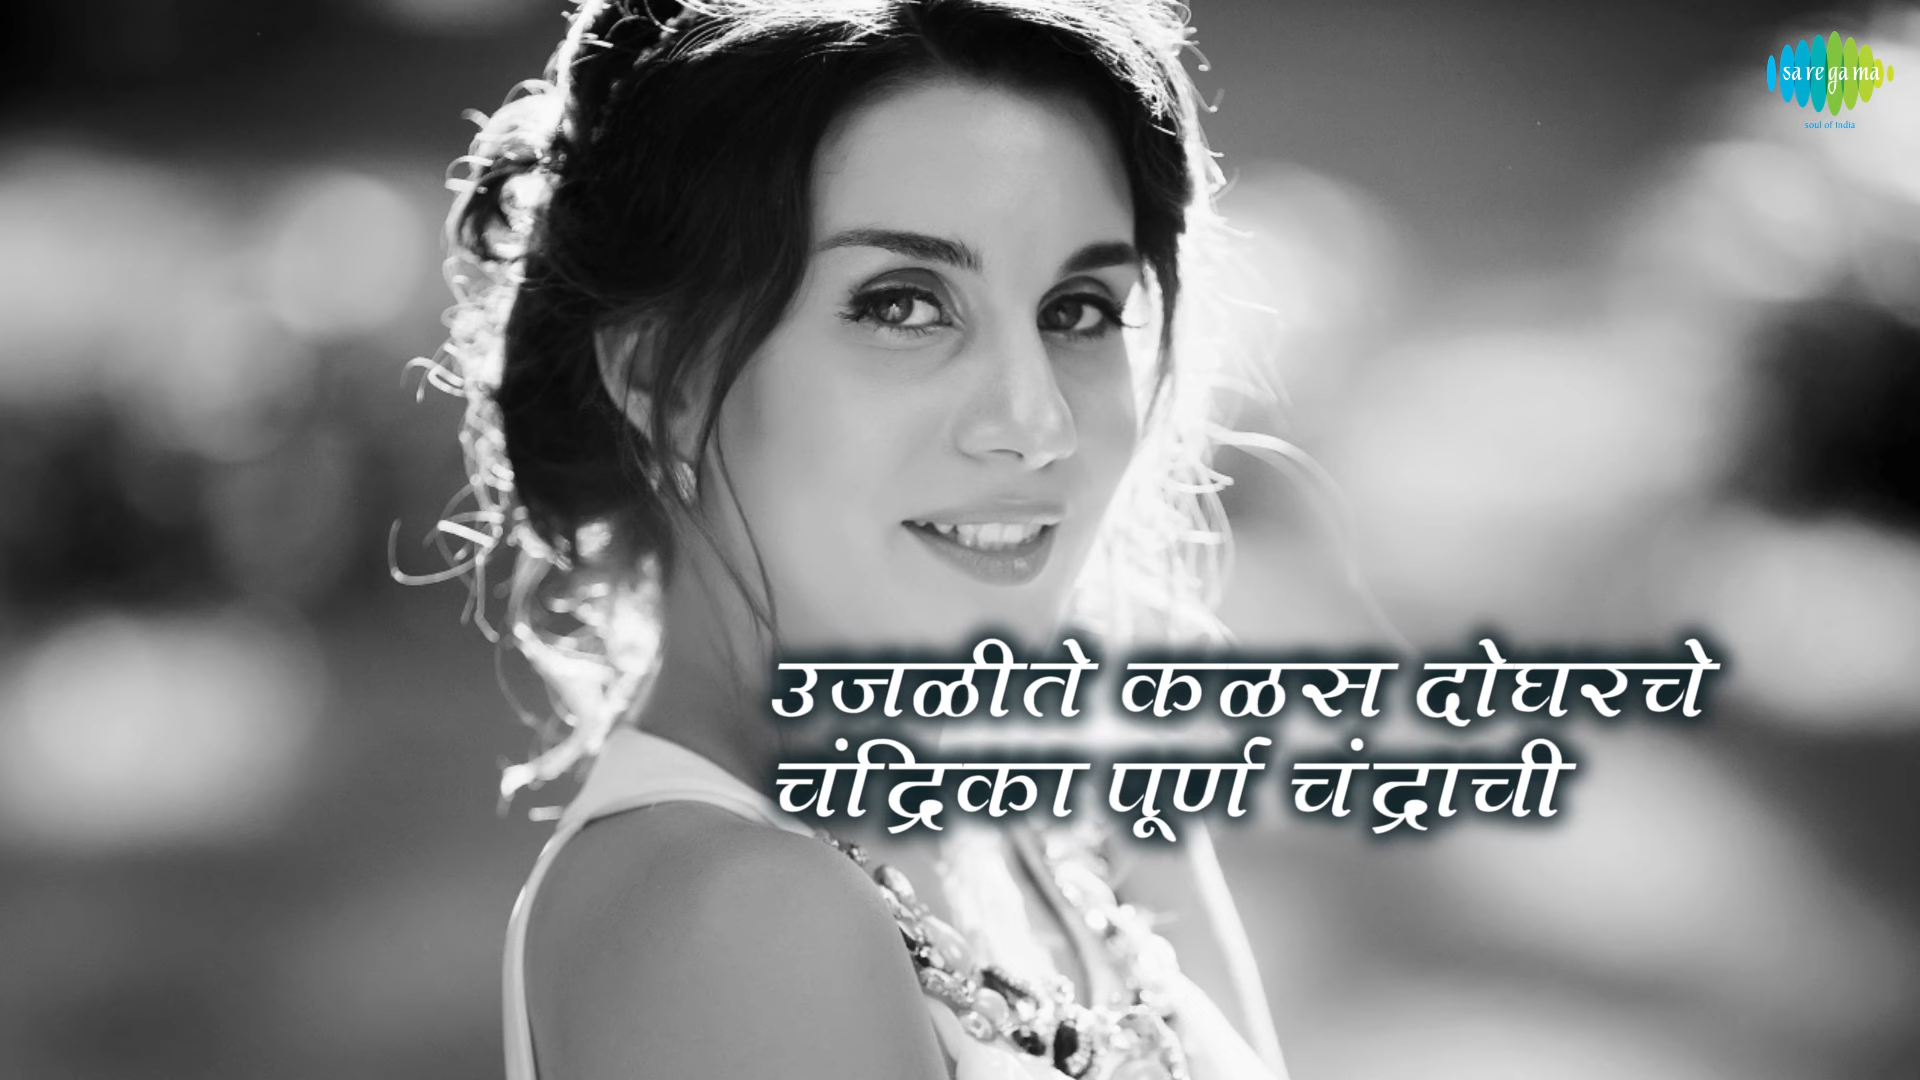 sa re ga ma
soul of India
उजळीते कळस दोघरचे
चंद्रिका पूर्ण चंद्राची